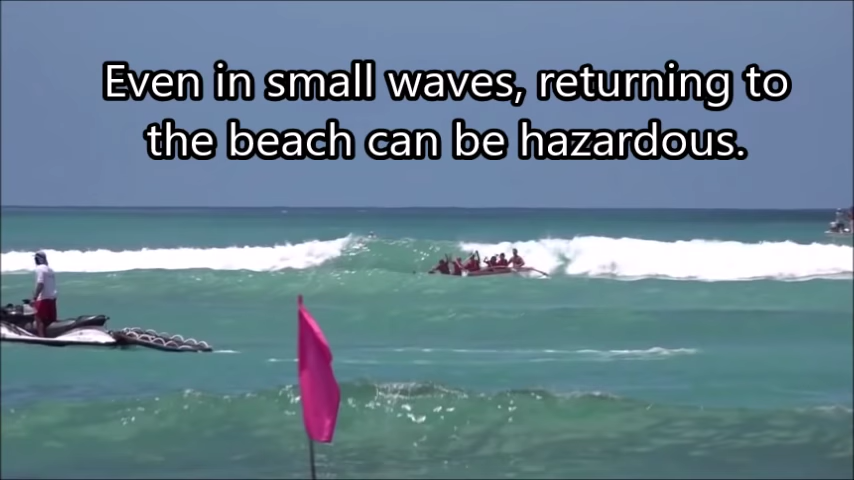 Even in small waves, returning to
the beach can be hazardous.